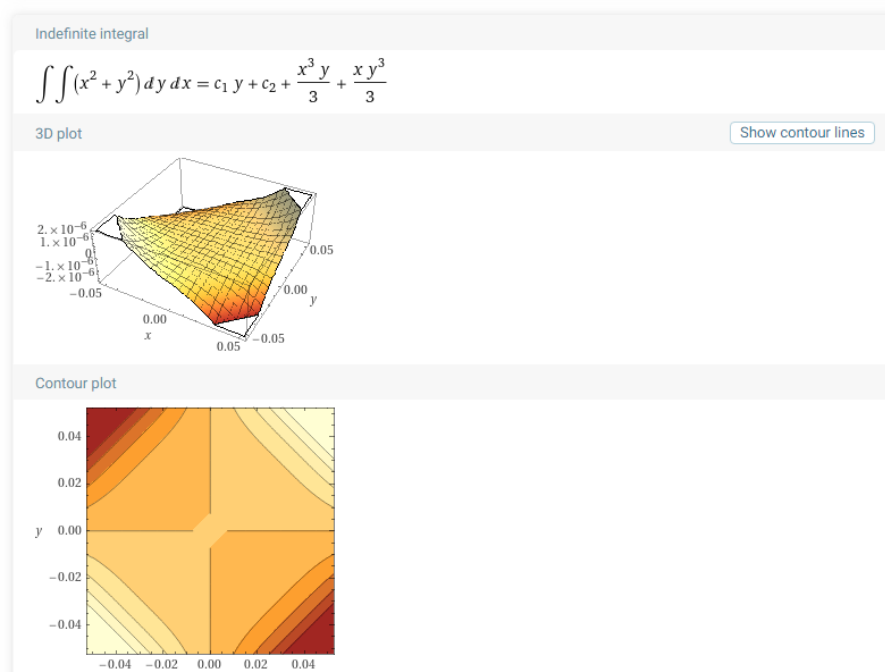 Indefinite integral
∫∫(x² + y²) dy dx = c₁ y + c₂ + x³ y/3 + x y³/3
3D plot
Show contour lines
2. × 10⁻⁶
1. × 10⁻⁶
0
−1. × 10⁻⁶
−2. × 10⁻⁶
−0.05
0.00
x
0.05
−0.05
0.00
y
0.05
Contour plot
0.04
0.02
y 0.00
−0.02
−0.04
−0.04 −0.02 0.00 0.02 0.04